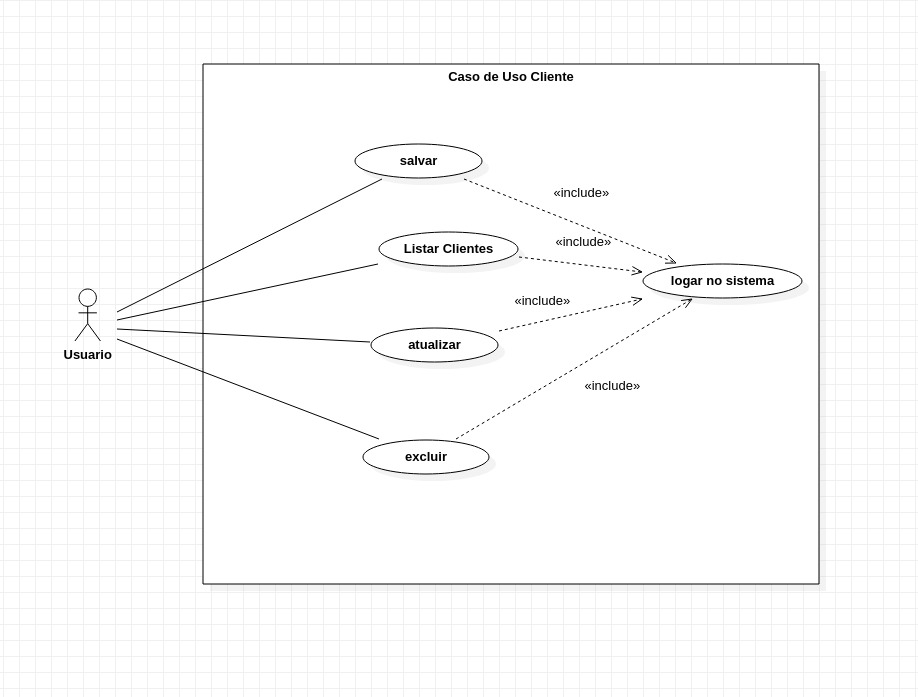 Caso de Uso Cliente
salvar
«include»
Listar Clientes
«include»
logar no sistema
«include»
atualizar
Usuario
«include»
excluir